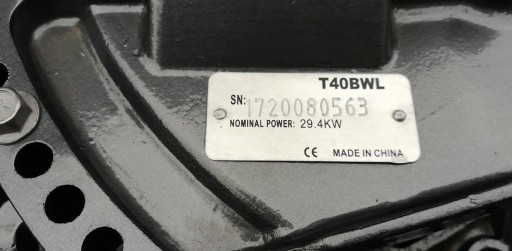 T40BWL
SN: 1720080563
NOMINAL POWER: 29.4KW
CE MADE IN CHINA